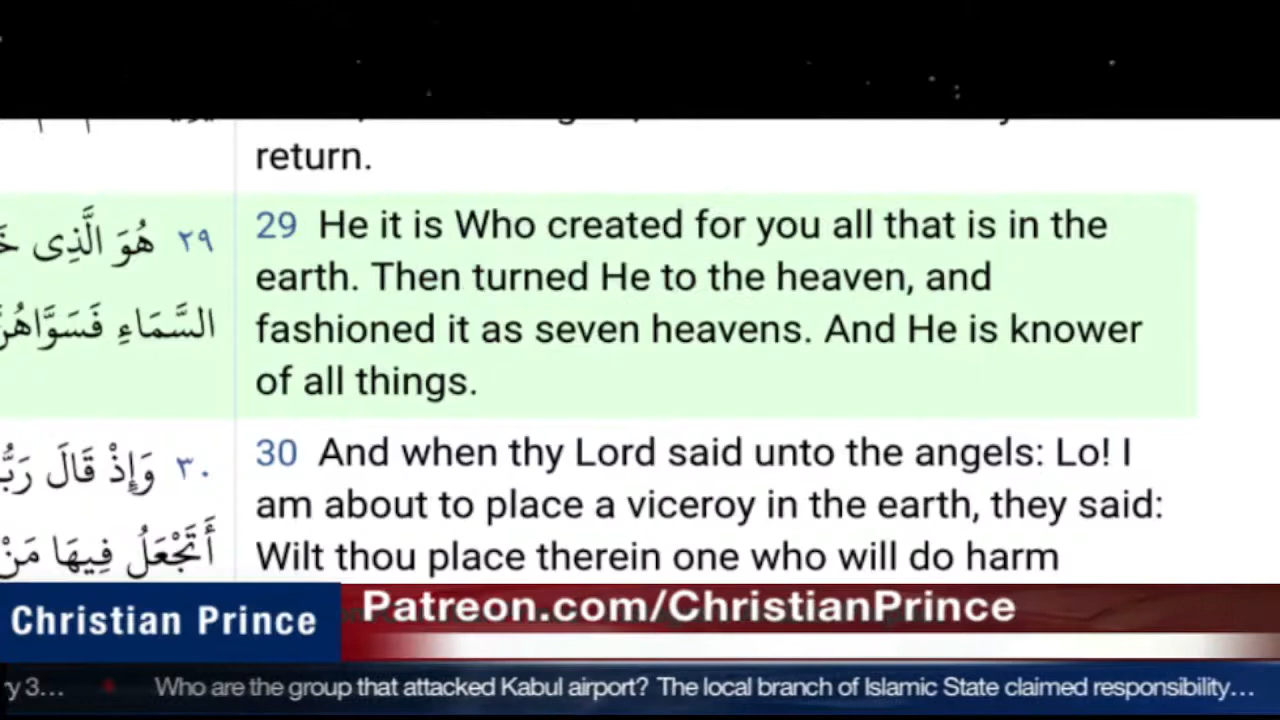 return.
هُوَ الَّذِى ٢٩
29 He it is Who created for you all that is in the
earth. Then turned He to the heaven, and
السَّمَاءِ فَسَوَّاهُنَّ
fashioned it as seven heavens. And He is knower
of all things.
وَإِذْ قَالَ ٣٠
30 And when thy Lord said unto the angels: Lo! I
am about to place a viceroy in the earth, they said:
أَتَجْعَلُ فِيهَا مَنْ
Wilt thou place therein one who will do harm
Christian Prince
Patreon.com/ChristianPrince
y 3... Who are the group that attacked Kabul airport? The local branch of Islamic State claimed responsibility...